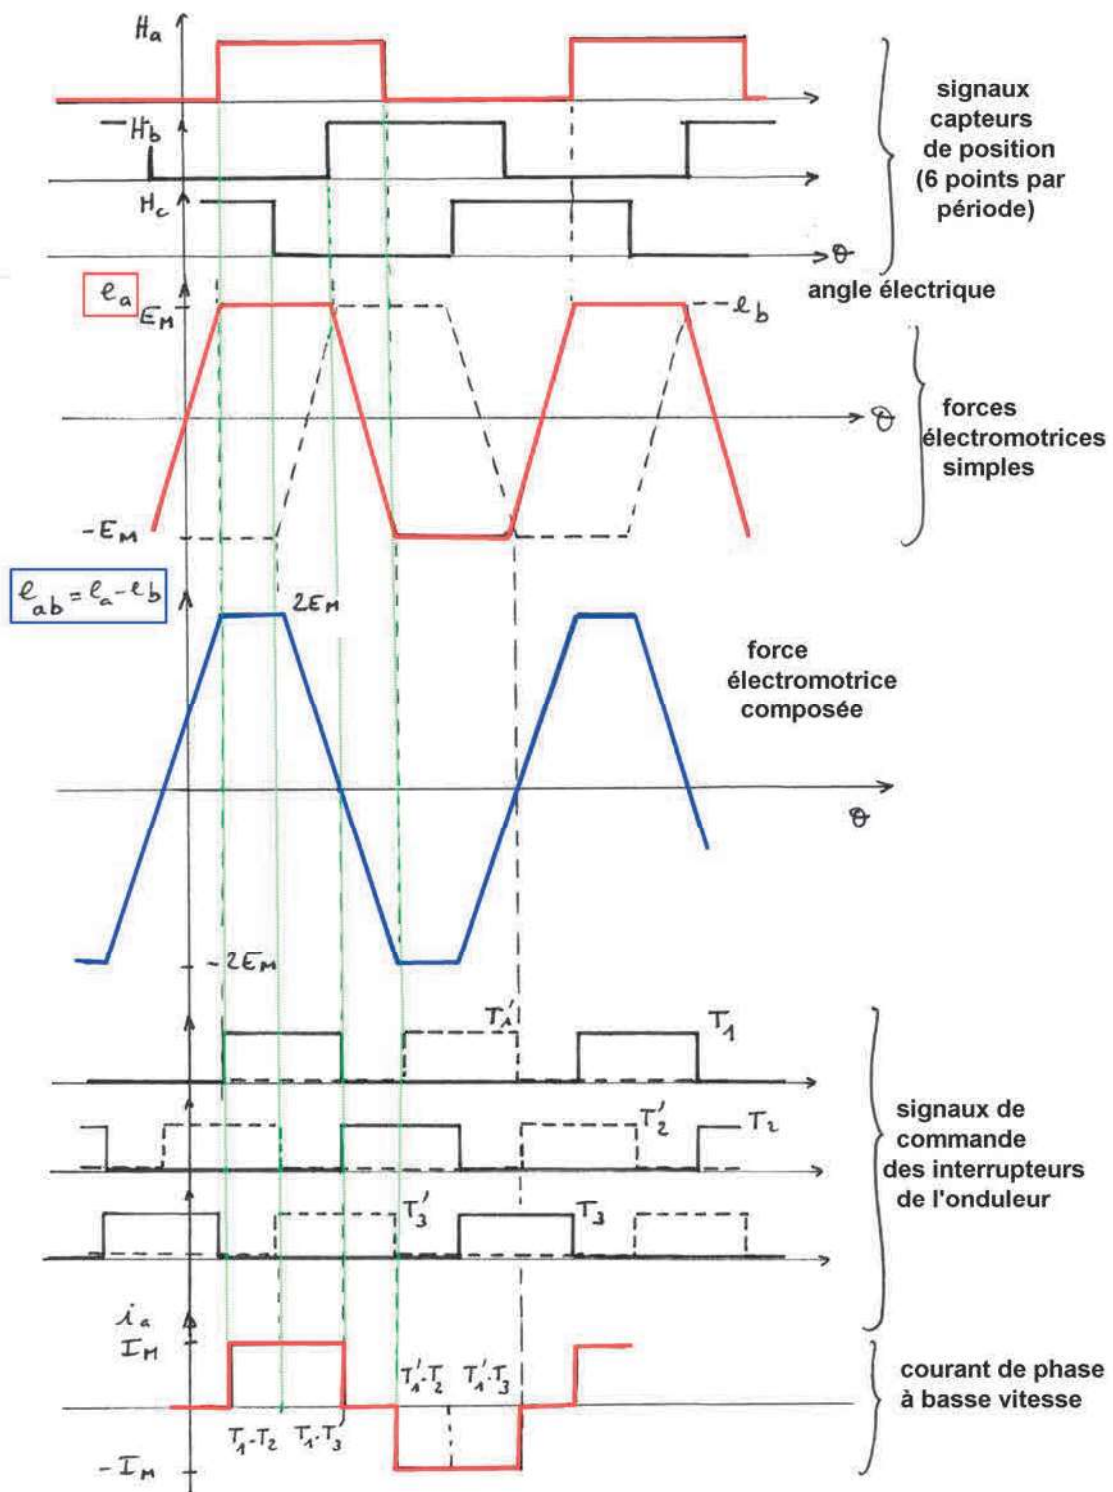 Ha
signaux
capteurs
de position
(6 points par
période)
Hb
Hc
θ
angle électrique
ea
EM
eb
θ
forces
électromotrices
simples
-EM
eab = ea - eb
2EM
force
électromotrice
composée
θ
-2EM
T'1
T1
signaux de
commande
des interrupteurs
de l'onduleur
T'2
T2
T'3
T3
ia
IM
T'1·T2
T'1·T3
courant de phase
à basse vitesse
T1-T2
T1·T'3
-IM